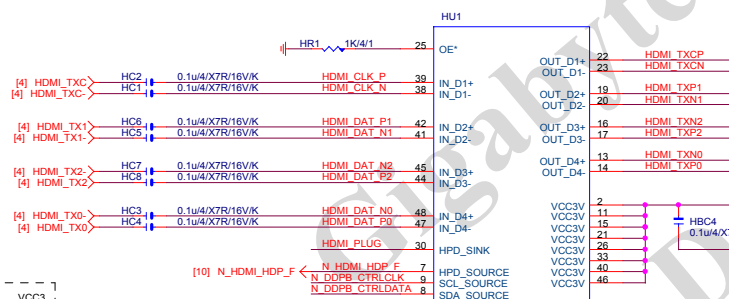 HU1
HR1 1K/4/1 25 OE*
22 HDMI_TXCP
OUT_D1+
23 HDMI_TXCN
OUT_D1-
[4] HDMI_TXC HC2 0.1u/4/X7R/16V/K HDMI_CLK_P 39 IN_D1+
[4] HDMI_TXC- HC1 0.1u/4/X7R/16V/K HDMI_CLK_N 38 IN_D1-
OUT_D2+ 19 HDMI_TXP1
OUT_D2- 20 HDMI_TXN1
[4] HDMI_TX1 HC6 0.1u/4/X7R/16V/K HDMI_DAT_P1 42 IN_D2+ OUT_D3+ 16 HDMI_TXN2
[4] HDMI_TX1- HC5 0.1u/4/X7R/16V/K HDMI_DAT_N1 41 IN_D2- OUT_D3- 17 HDMI_TXP2
OUT_D4+ 13 HDMI_TXN0
[4] HDMI_TX2- HC7 0.1u/4/X7R/16V/K HDMI_DAT_N2 45 IN_D3+ OUT_D4- 14 HDMI_TXP0
[4] HDMI_TX2 HC8 0.1u/4/X7R/16V/K HDMI_DAT_P2 44 IN_D3-
VCC3V 2
[4] HDMI_TX0- HC3 0.1u/4/X7R/16V/K HDMI_DAT_N0 48 IN_D4+ VCC3V 11
[4] HDMI_TX0 HC4 0.1u/4/X7R/16V/K HDMI_DAT_P0 47 IN_D4- VCC3V 15
HBC4
VCC3V 21
0.1u/4/X7
HDMI_PLUG 30 HPD_SINK VCC3V 26
VCC3V 33
[10] N_HDMI_HDP_F N_HDMI_HDP_F 7 HPD_SOURCE VCC3V 40
N_DDPB_CTRLCLK 9 SCL_SOURCE VCC3V 46
N_DDPB_CTRLDATA 8 SDA_SOURCE
VCC3
Gigabyte
D